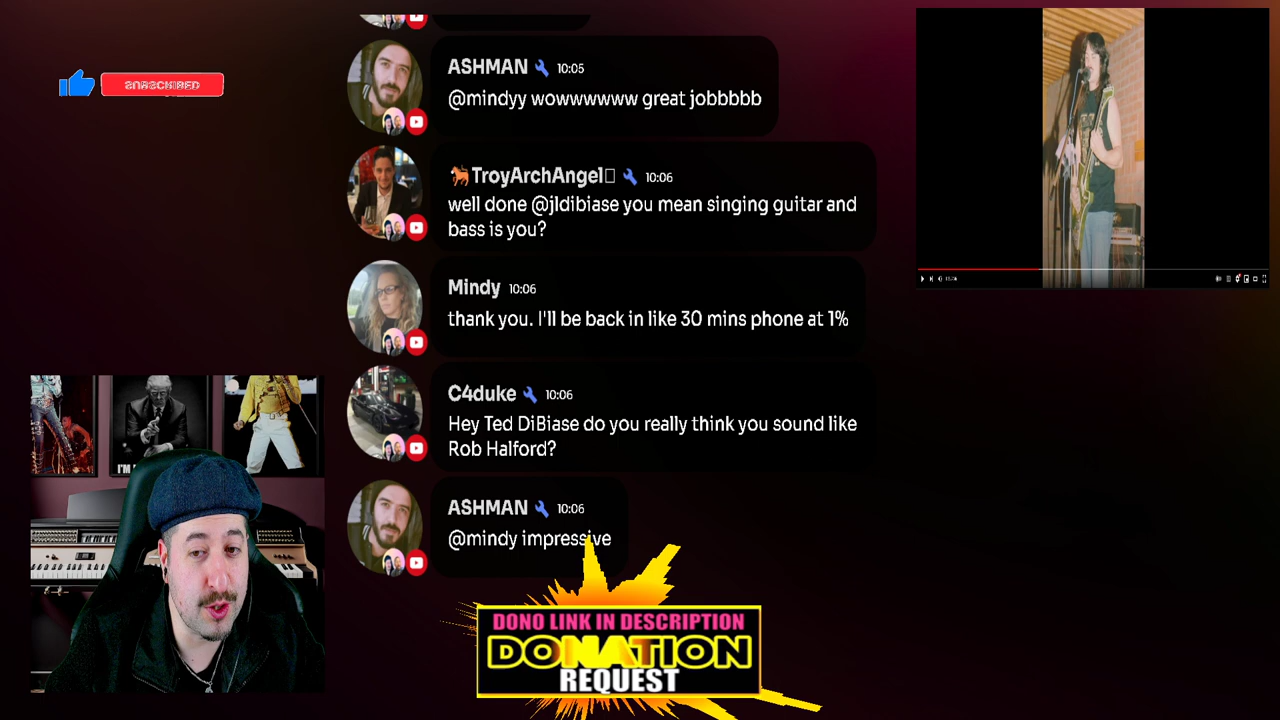 SUBSCRIBED
ASHMAN 10:05
@mindyy wowwwwww great jobbbbb
TroyArchAngel 10:06
well done @jldibiase you mean singing guitar and
bass is you?
Mindy 10:06
thank you. I'll be back in like 30 mins phone at 1%
C4duke 10:06
Hey Ted DiBiase do you really think you sound like
Rob Halford?
ASHMAN 10:06
@mindy impressive
I'M
DONO LINK IN DESCRIPTION
DONATION
REQUEST